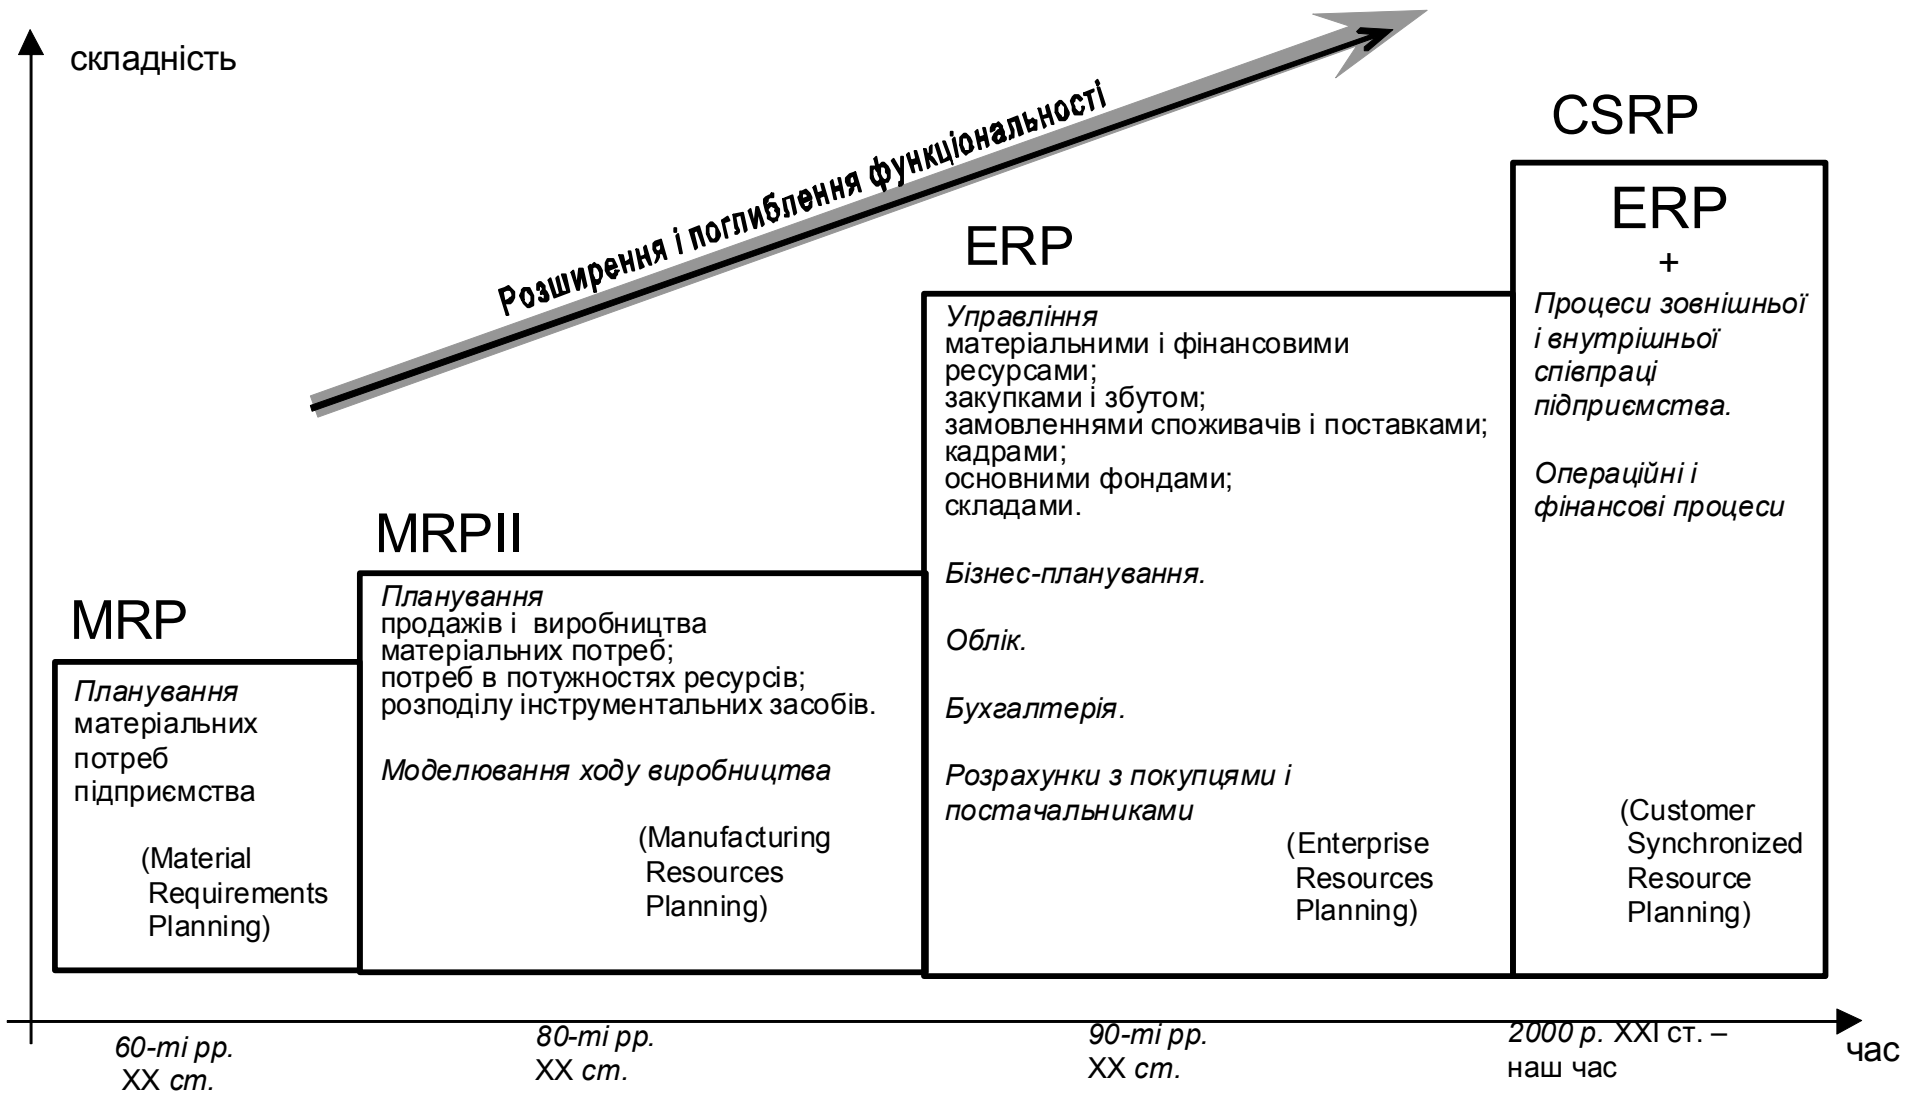 складність
Розширення і поглиблення функціональності
MRP
Планування
матеріальних
потреб
підприємства
(Material
Requirements
Planning)
MRPII
Планування
продажів і виробництва
матеріальних потреб;
потреб в потужностях ресурсів;
розподілу інструментальних засобів.
Моделювання ходу виробництва
(Manufacturing
Resources
Planning)
ERP
Управління
матеріальними і фінансовими
ресурсами;
закупками і збутом;
замовленнями споживачів і поставками;
кадрами;
основними фондами;
складами.
Бізнес-планування.
Облік.
Бухгалтерія.
Розрахунки з покупцями і
постачальниками
(Enterprise
Resources
Planning)
CSRP
ERP
+
Процеси зовнішньої
і внутрішньої
співпраці
підприємства.
Операційні і
фінансові процеси
(Customer
Synchronized
Resource
Planning)
60-ті рр.
XX ст.
80-ті рр.
XX ст.
90-ті рр.
XX ст.
2000 р. XXI ст. –
наш час
час